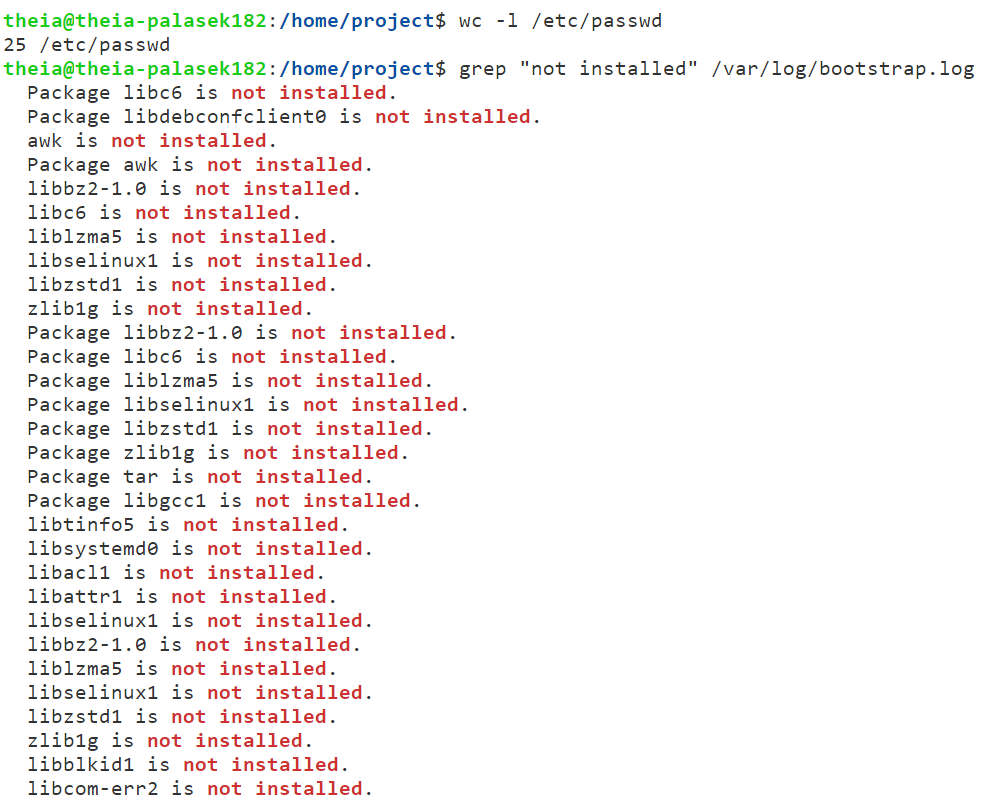 theia@theia-palasek182:/home/project$ wc -l /etc/passwd
25 /etc/passwd
theia@theia-palasek182:/home/project$ grep "not installed" /var/log/bootstrap.log
  Package libc6 is not installed.
  Package libdebconfclient0 is not installed.
  awk is not installed.
  Package awk is not installed.
  libbz2-1.0 is not installed.
  libc6 is not installed.
  liblzma5 is not installed.
  libselinux1 is not installed.
  libzstd1 is not installed.
  zlib1g is not installed.
  Package libbz2-1.0 is not installed.
  Package libc6 is not installed.
  Package liblzma5 is not installed.
  Package libselinux1 is not installed.
  Package libzstd1 is not installed.
  Package zlib1g is not installed.
  Package tar is not installed.
  Package libgcc1 is not installed.
  libtinfo5 is not installed.
  libsystemd0 is not installed.
  libacl1 is not installed.
  libattr1 is not installed.
  libselinux1 is not installed.
  libbz2-1.0 is not installed.
  liblzma5 is not installed.
  libselinux1 is not installed.
  libzstd1 is not installed.
  zlib1g is not installed.
  libblkid1 is not installed.
  libcom-err2 is not installed.